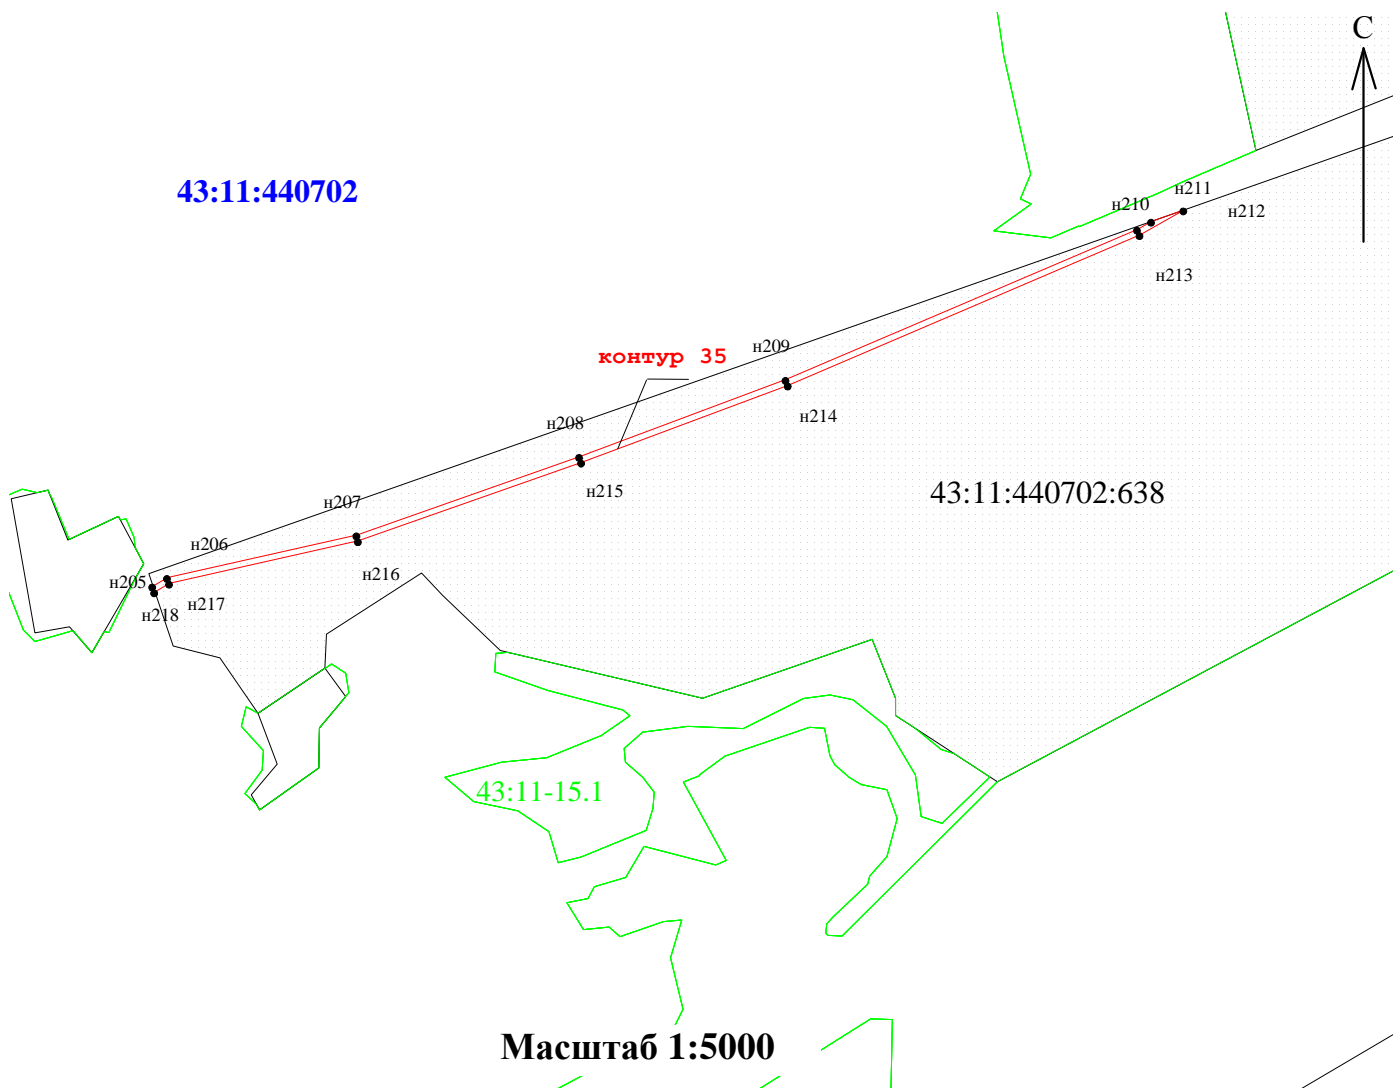 С
43:11:440702
н211
н210
н212
н213
н209
контур 35
н214
н208
н215
43:11:440702:638
н207
н206
н216
н205
н217
н218
43:11-15.1
Масштаб 1:5000